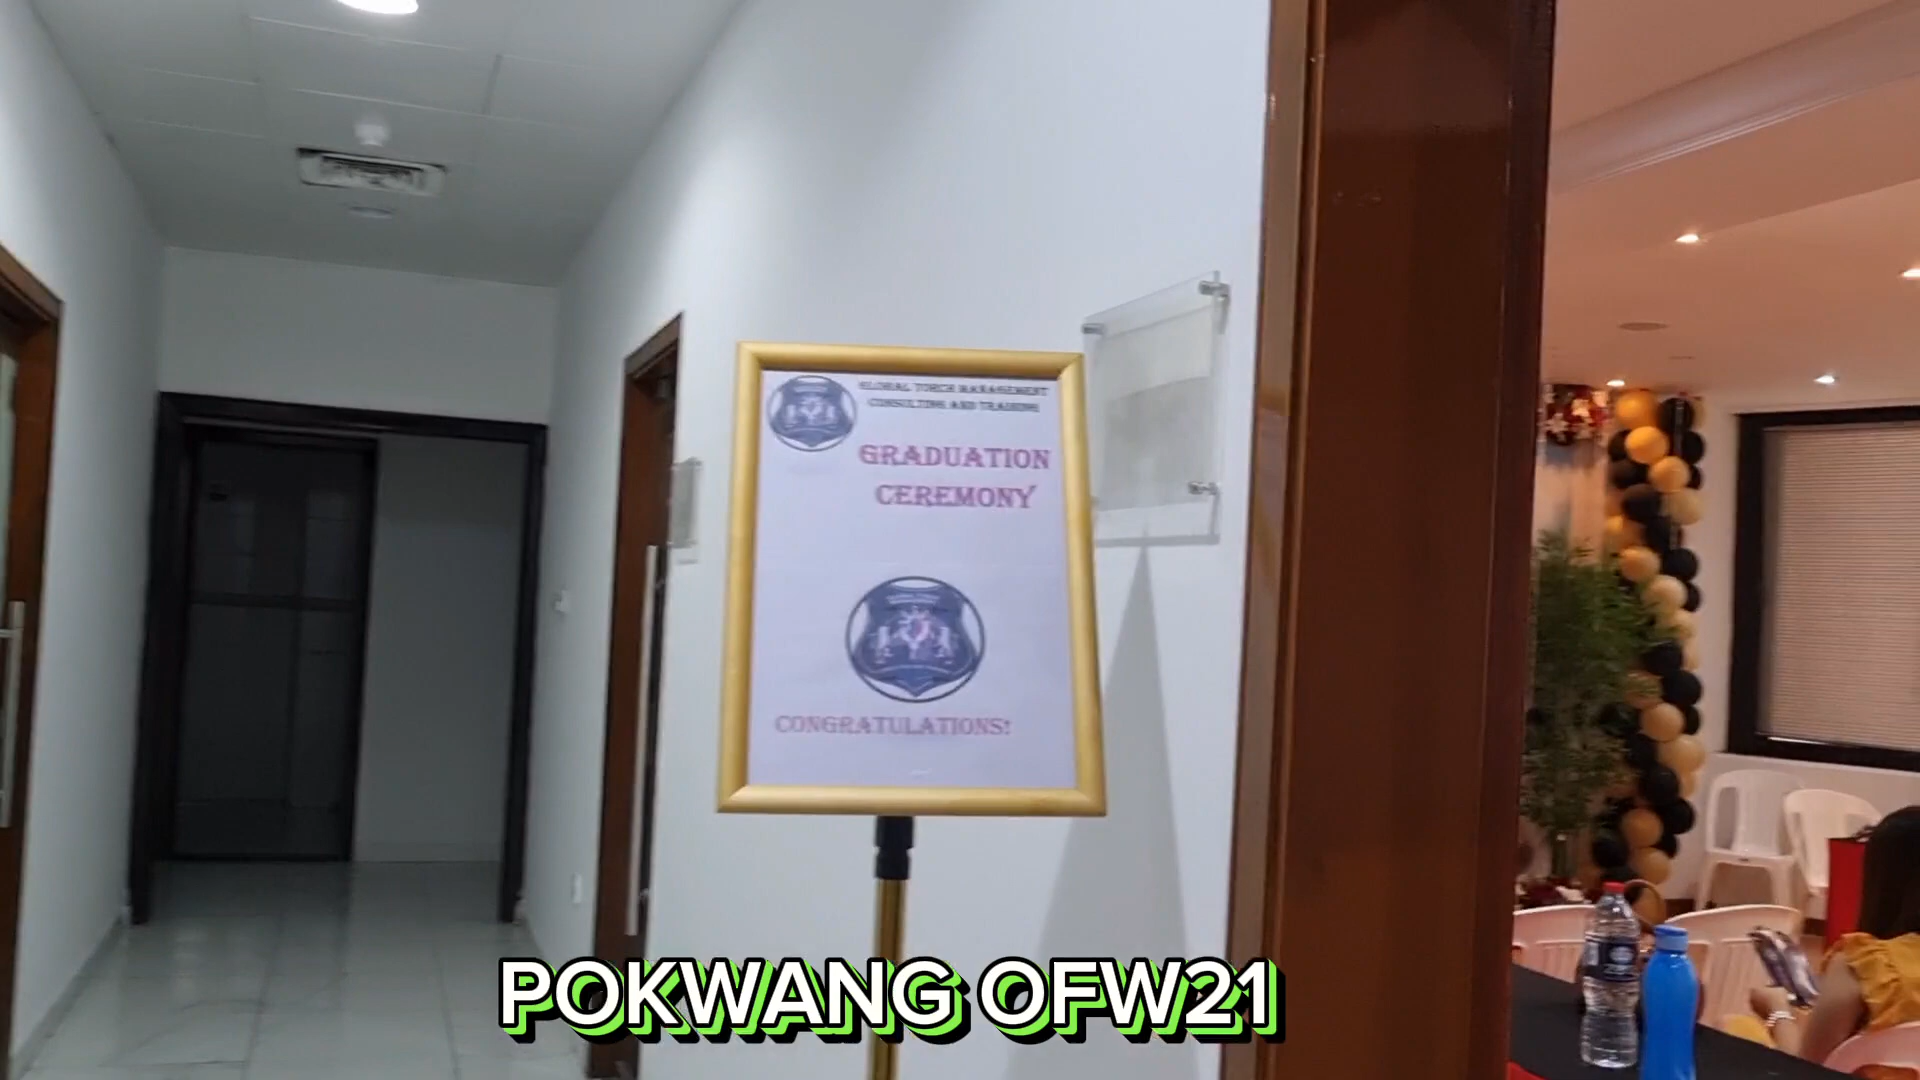 GLOBAL TORCH MANAGEMENT
CONSULTING AND TRAINING
GRADUATION
CEREMONY
CONGRATULATIONS!
POKWANG OFW21